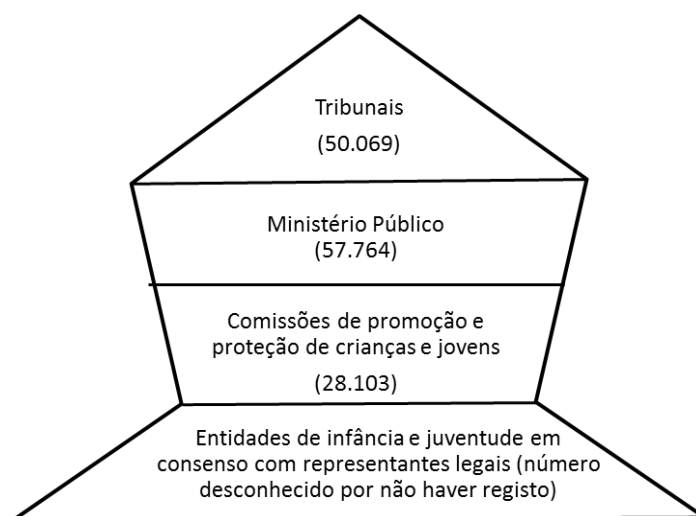 Tribunais
(50.069)
Ministério Público
(57.764)
Comissões de promoção e
proteção de crianças e jovens
(28.103)
Entidades de infância e juventude em
consenso com representantes legais (número
desconhecido por não haver registo)